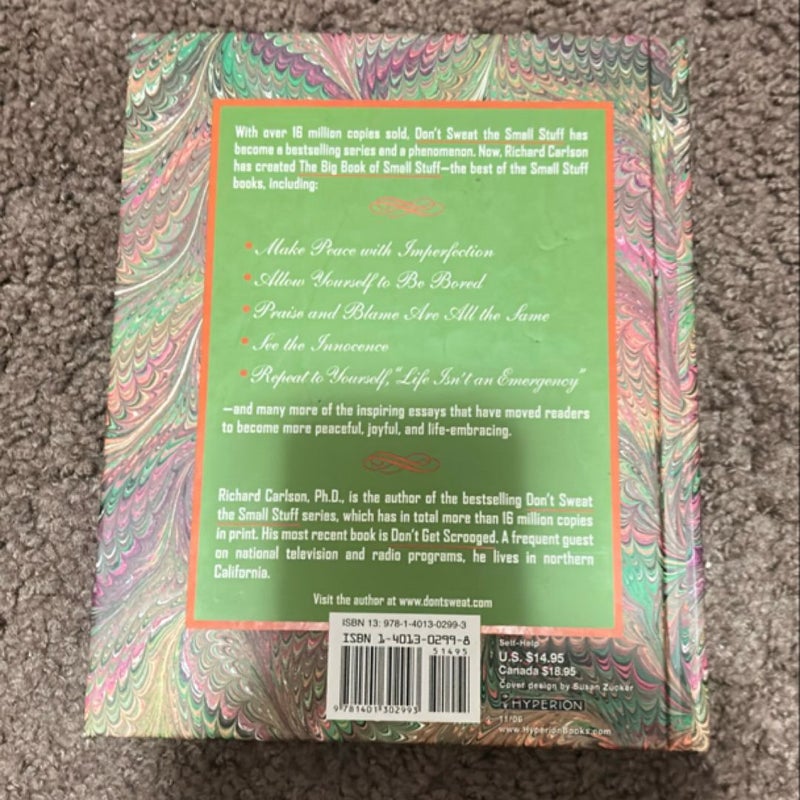 With over 16 million copies sold, Don't Sweat the Small Stuff has
become a bestselling series and a phenomenon. Now, Richard Carlson
has created The Big Book of Small Stuff—the best of the Small Stuff
books, including:
• Make Peace with Imperfection
• Allow Yourself to Be Bored
• Praise and Blame Are All the Same
• See the Innocence
• Repeat to Yourself, "Life Isn't an Emergency"
—and many more of the inspiring essays that have moved readers
to become more peaceful, joyful, and life-embracing.
Richard Carlson, Ph.D., is the author of the bestselling Don't Sweat
the Small Stuff series, which has in total more than 16 million copies
in print. His most recent book is Don't Get Scrooged. A frequent guest
on national television and radio programs, he lives in northern
California.
Visit the author at www.dontsweat.com
ISBN 13: 978-1-4013-0299-3
ISBN 1-4013-0299-8
51495
9 781401 302993
Self-Help
U.S. $14.95
Canada $18.95
Cover design by Susan Zucker
HYPERION
11/06
www.HyperionBooks.com